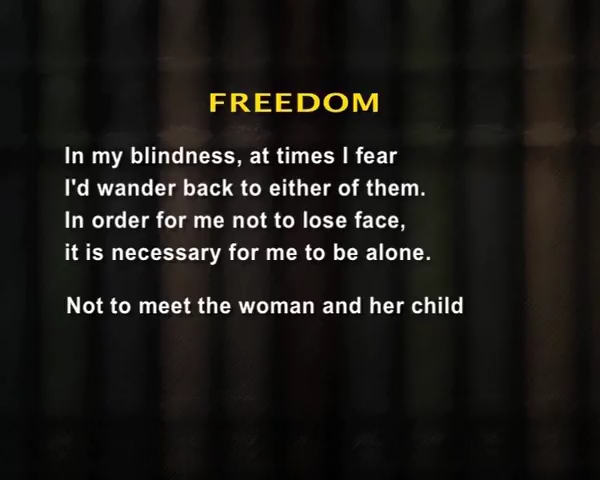 FREEDOM
In my blindness, at times I fear
I'd wander back to either of them.
In order for me not to lose face,
it is necessary for me to be alone.
Not to meet the woman and her child